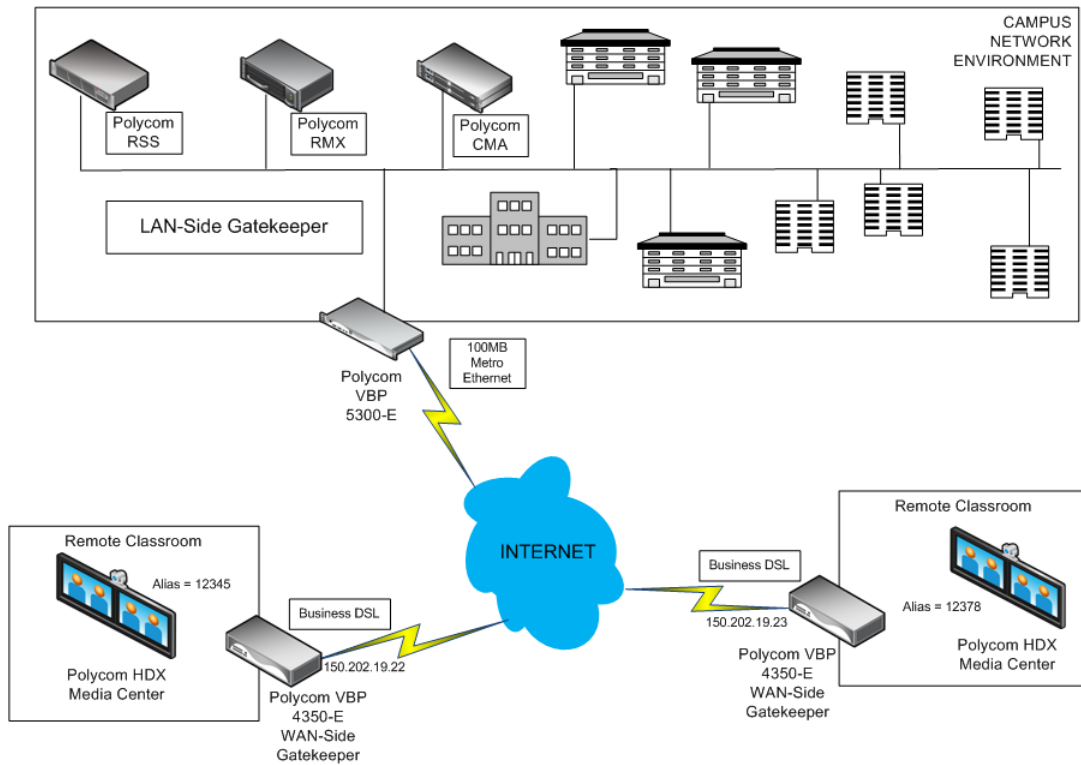 CAMPUS
NETWORK
ENVIRONMENT
Polycom
RSS
Polycom
RMX
Polycom
CMA
LAN-Side Gatekeeper
Polycom
VBP
5300-E
100MB
Metro
Ethernet
INTERNET
Remote Classroom
Alias = 12345
Polycom HDX
Media Center
Business DSL
150.202.19.22
Polycom VBP
4350-E
WAN-Side
Gatekeeper
Remote Classroom
Business DSL
150.202.19.23
Alias = 12378
Polycom HDX
Media Center
Polycom VBP
4350-E
WAN-Side
Gatekeeper